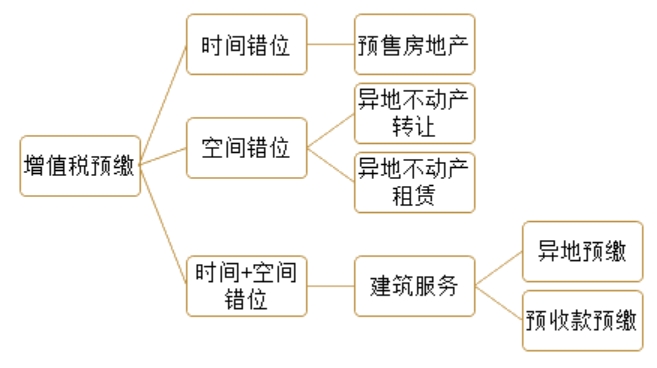 时间错位
预售房地产
异地不动产
转让
增值税预缴
空间错位
异地不动产
租赁
时间+空间
错位
建筑服务
异地预缴
预收款预缴